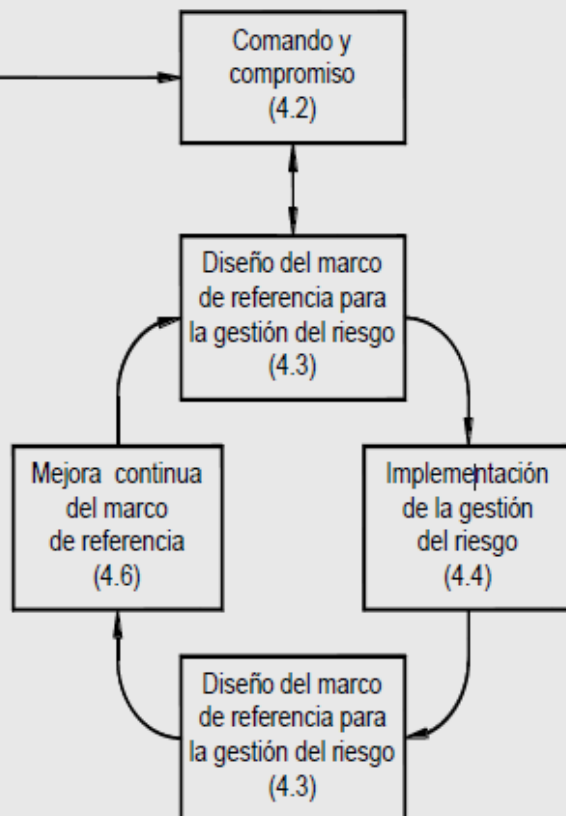 Comando y
compromiso
(4.2)
Diseño del marco
de referencia para
la gestión del riesgo
(4.3)
Mejora continua
del marco
de referencia
(4.6)
Implementación
de la gestión
del riesgo
(4.4)
Diseño del marco
de referencia para
la gestión del riesgo
(4.3)